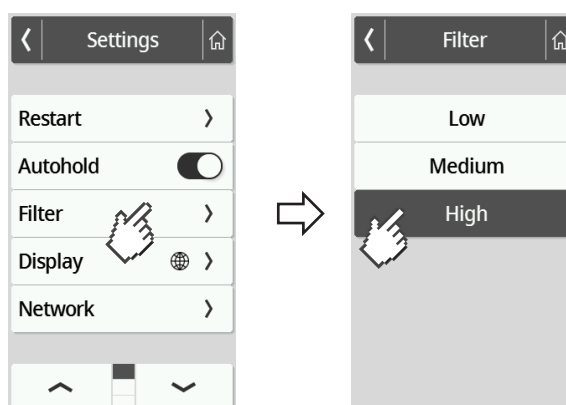 Settings
Restart
Autohold
Filter
Display
Network
Filter
Low
Medium
High